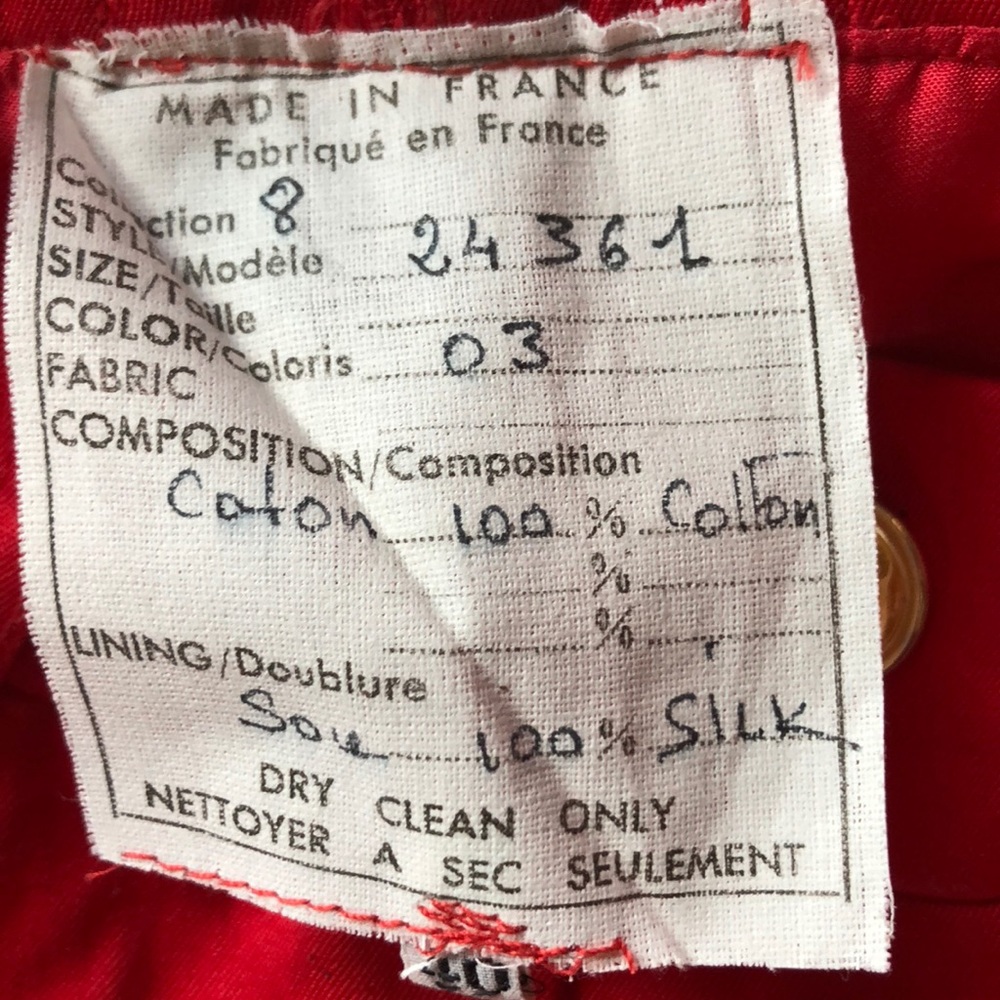 MADE IN FRANCE
Fabriqué en France
Collection 8
STYLE/Modèle 24361
SIZE/Taille
COLOR/Coloris 03
FABRIC
COMPOSITION/Composition
Coton 100 % Cotton
%
%
LINING/Doublure
Soie 100 % SILK
DRY CLEAN ONLY
NETTOYER A SEC SEULEMENT
40